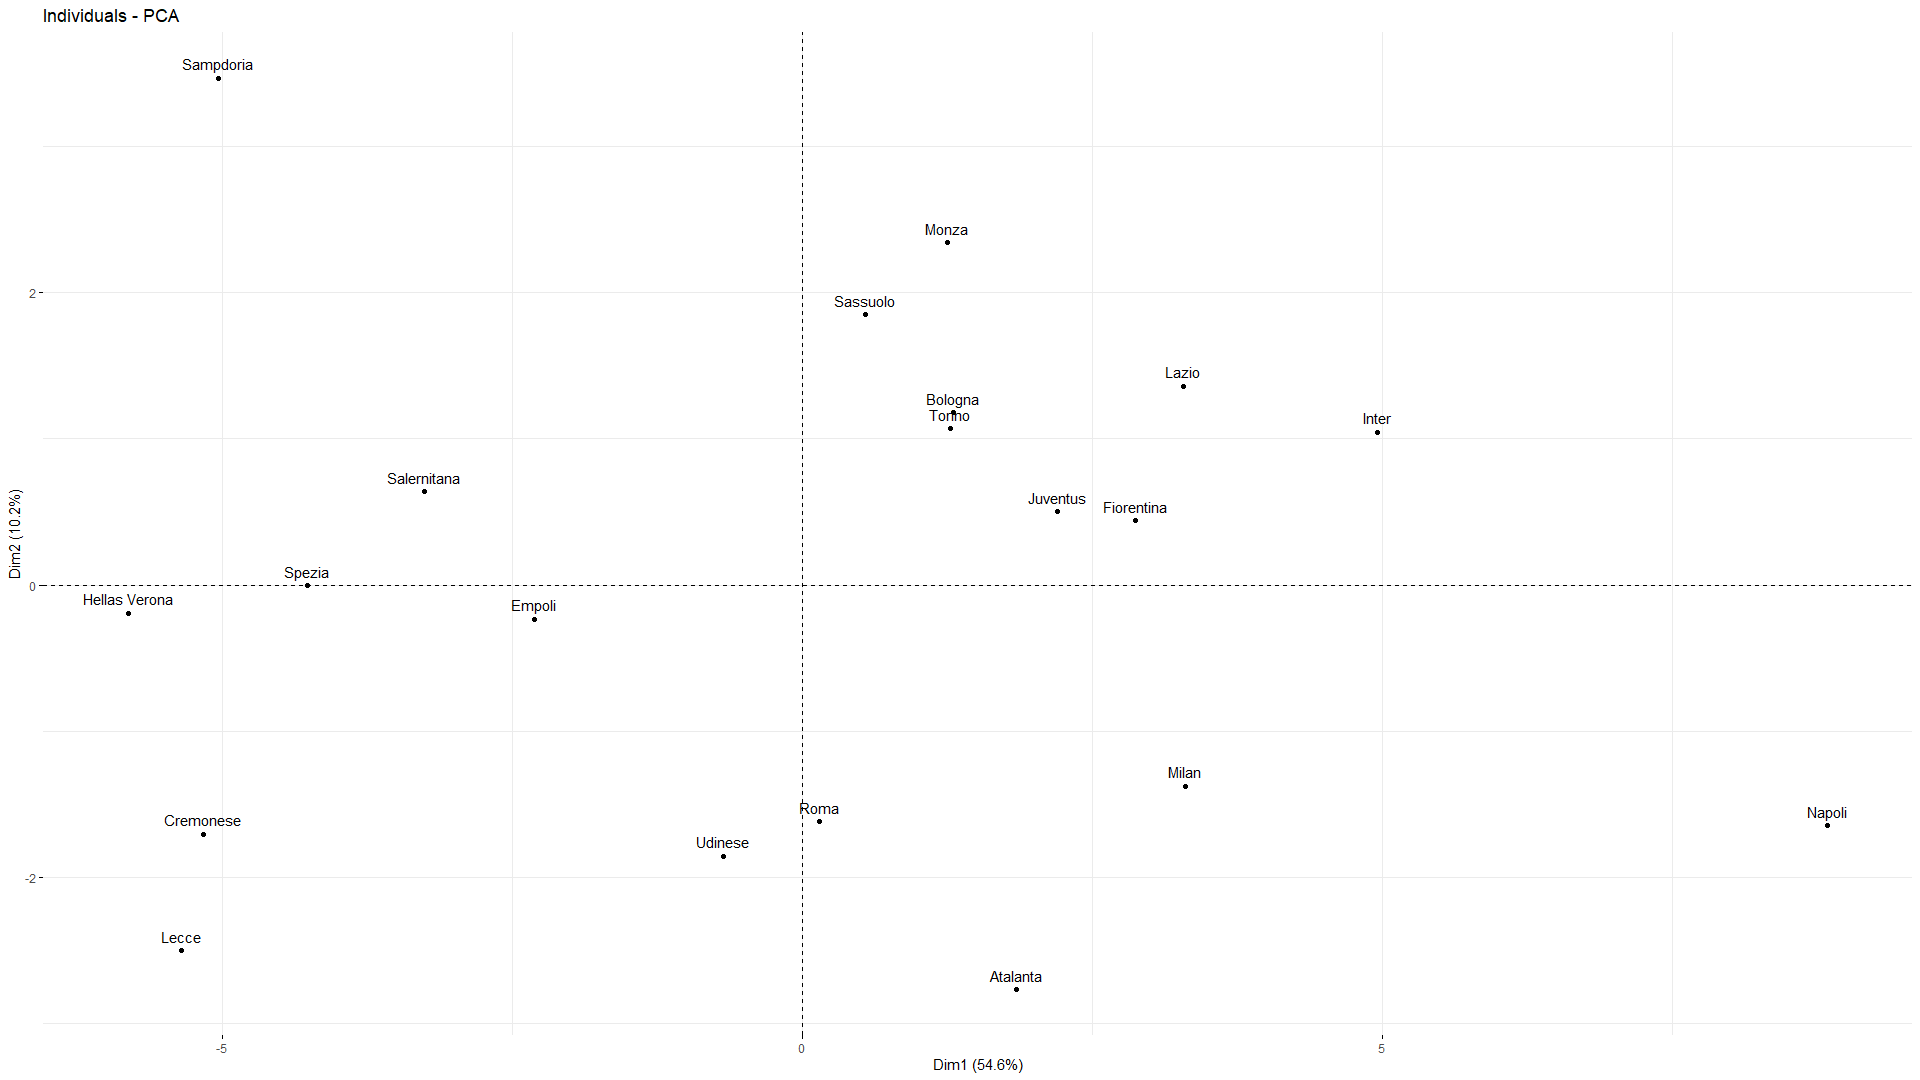 Individuals - PCA
Sampdoria
Monza
2
Sassuolo
Lazio
Bologna
Torino
Inter
Salernitana
Juventus
Fiorentina
Dim2 (10.2%)
Spezia
0
Hellas Verona
Empoli
Milan
Roma
Napoli
Cremonese
Udinese
-2
Lecce
Atalanta
-5
0
5
Dim1 (54.6%)